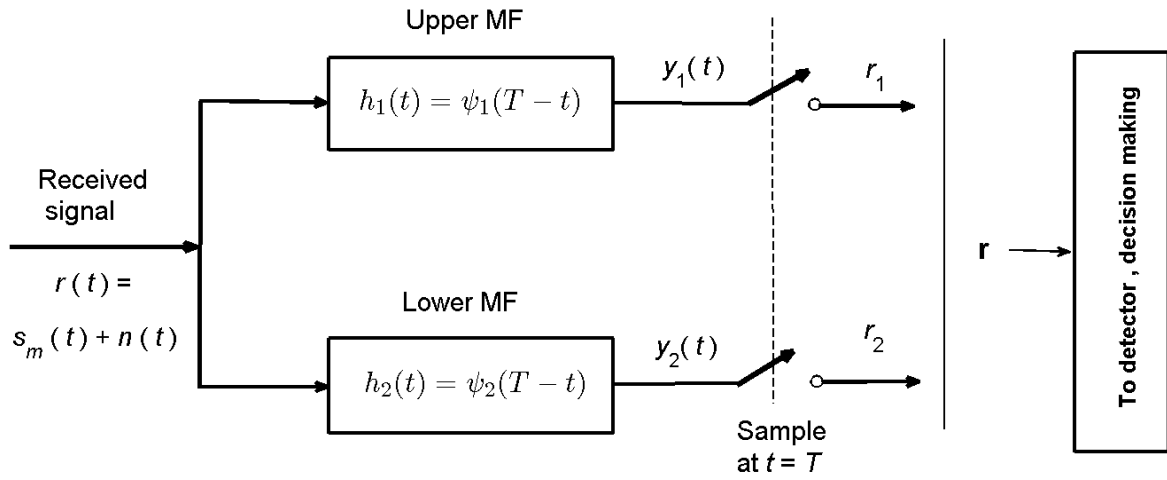 Upper MF
h₁(t) = ψ₁(T − t)
y₁(t)
r₁
Received
signal
r(t) =
sₘ(t) + n(t)
Lower MF
h₂(t) = ψ₂(T − t)
y₂(t)
r₂
Sample
at t = T
r
To detector , decision making